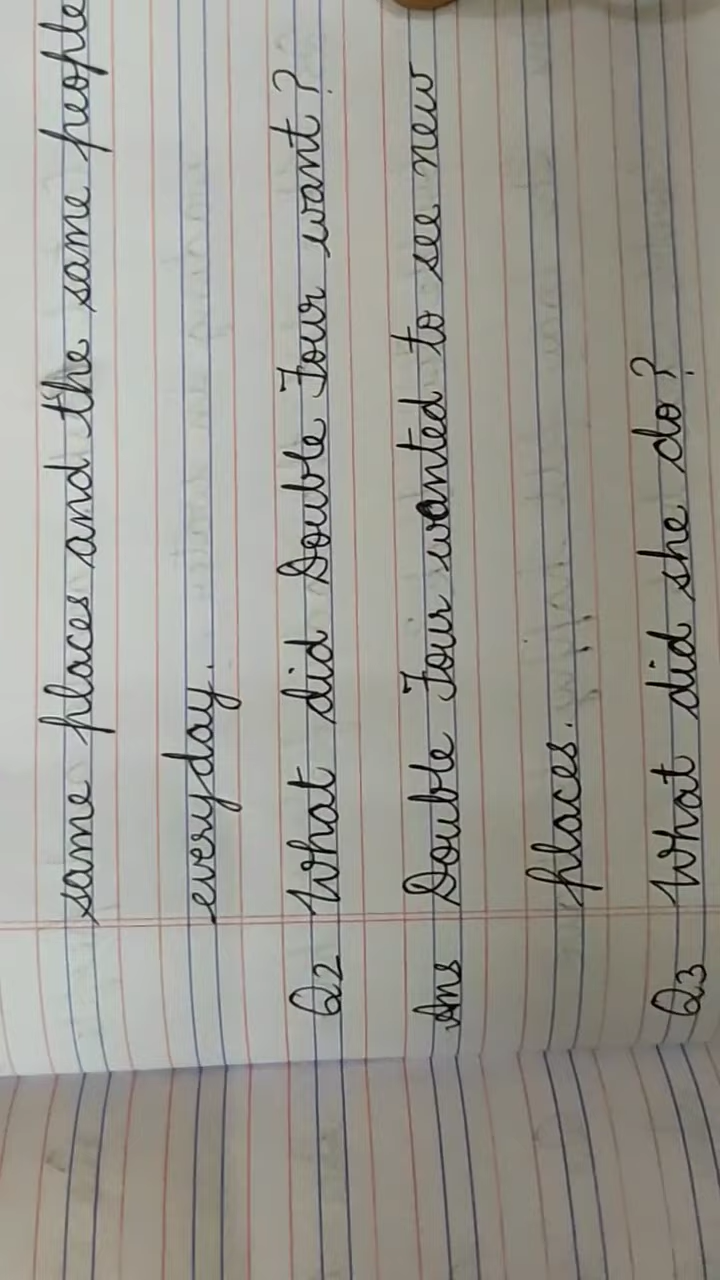 same places and the same people
everyday.
Q2 What did Double Four want?
Ans Double Four wanted to see new
places.
Q3 What did she do?